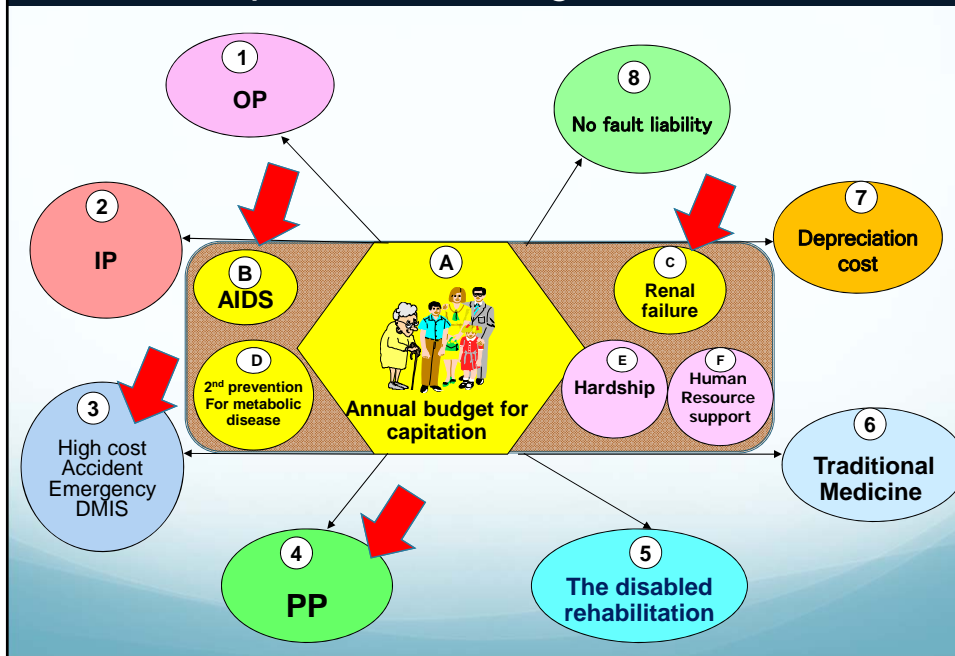 1
OP
8
No fault liability
2
IP
7
Depreciation
cost
A
B
AIDS
C
Renal
failure
D
2nd prevention
For metabolic
disease
Annual budget for
capitation
E
Hardship
F
Human
Resource
support
3
High cost
Accident
Emergency
DMIS
6
Traditional
Medicine
4
PP
5
The disabled
rehabilitation